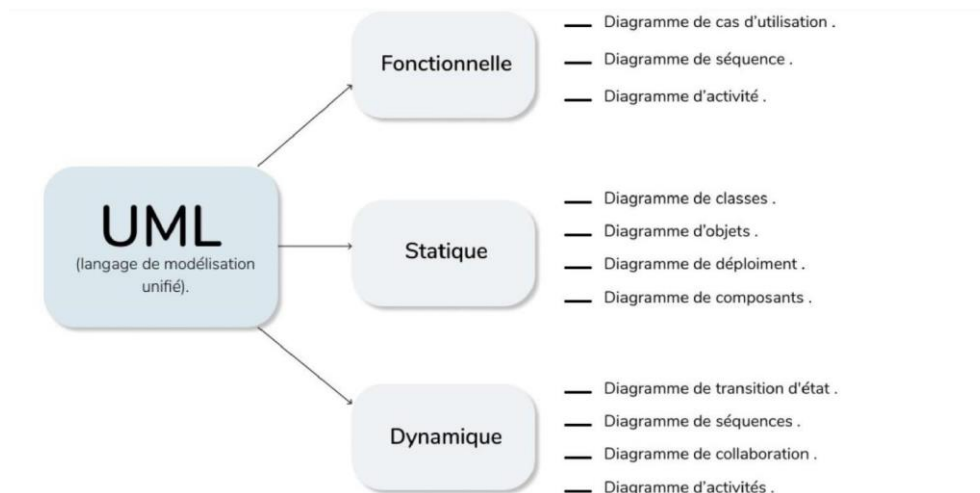 UML
(langage de modélisation
unifié).
Fonctionnelle
Diagramme de cas d'utilisation .
Diagramme de séquence .
Diagramme d'activité .
Statique
Diagramme de classes .
Diagramme d'objets .
Diagramme de déploiment .
Diagramme de composants .
Dynamique
Diagramme de transition d'état .
Diagramme de séquences .
Diagramme de collaboration .
Diagramme d'activités .